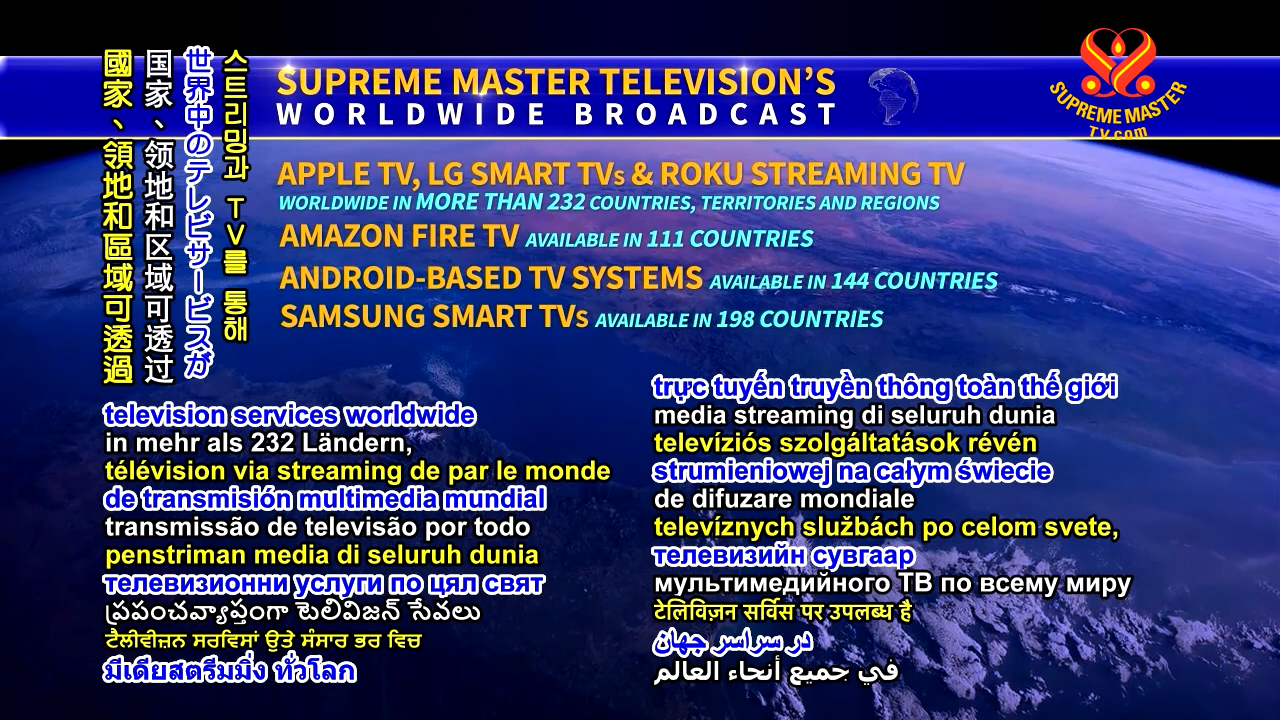 SUPREME MASTER TELEVISION’S
WORLDWIDE BROADCAST
SUPREME MASTER
TV.com
APPLE TV, LG SMART TVs & ROKU STREAMING TV
WORLDWIDE IN MORE THAN 232 COUNTRIES, TERRITORIES AND REGIONS
AMAZON FIRE TV AVAILABLE IN 111 COUNTRIES
ANDROID-BASED TV SYSTEMS AVAILABLE IN 144 COUNTRIES
SAMSUNG SMART TVs AVAILABLE IN 198 COUNTRIES
스트리밍과 TV를 통해
世界中のテレビサービスが
国家、领地和区域可透过
國家、領地和區域可透過
television services worldwide
in mehr als 232 Ländern,
télévision via streaming de par le monde
de transmisión multimedia mundial
transmissão de televisão por todo
penstriman media di seluruh dunia
телевизионни услуги по цял свят
ప్రపంచవ్యాప్తంగా టెలివిజన్ సేవలు
ਟੈਲੀਵੀਜ਼ਨ ਸਰਵਿਸਾਂ ਉਤੇ ਸੰਸਾਰ ਭਰ ਵਿਚ
มีเดียสตรีมมิ่ง ทั่วโลก
trực tuyến truyền thông toàn thế giới
media streaming di seluruh dunia
televíziós szolgáltatások révén
strumieniowej na całym świecie
de difuzare mondiale
televíznych službách po celom svete,
телевизийн сувгаар
мультимедийного ТВ по всему миру
टेलिविज़न सर्विस पर उपलब्ध है
در سراسر جهان
في جميع أنحاء العالم